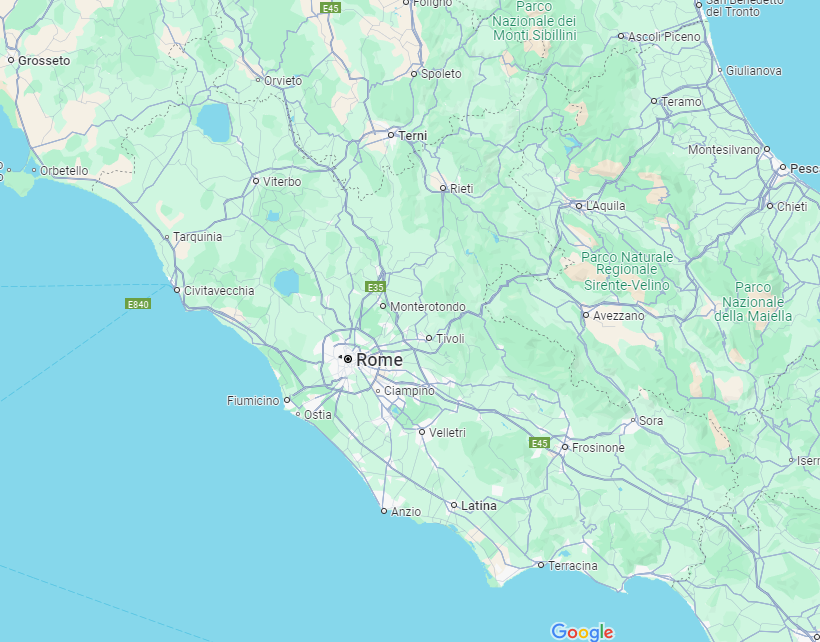 Foligno
E45
Parco
Nazionale dei
Monti Sibillini
San Benedetto
del Tronto
Ascoli Piceno
Grosseto
Orvieto
Spoleto
Giulianova
Teramo
Terni
Montesilvano
Orbetello
Viterbo
Rieti
Pesc
L'Aquila
Chieti
Tarquinia
Parco Naturale
Regionale
Sirente-Velino
E35
Civitavecchia
E840
Monterotondo
Parco
Nazionale
della Maiella
Avezzano
Tivoli
Rome
Ciampino
Fiumicino
Ostia
Sora
Velletri
E45
Frosinone
Isern
Latina
Anzio
Terracina
Google